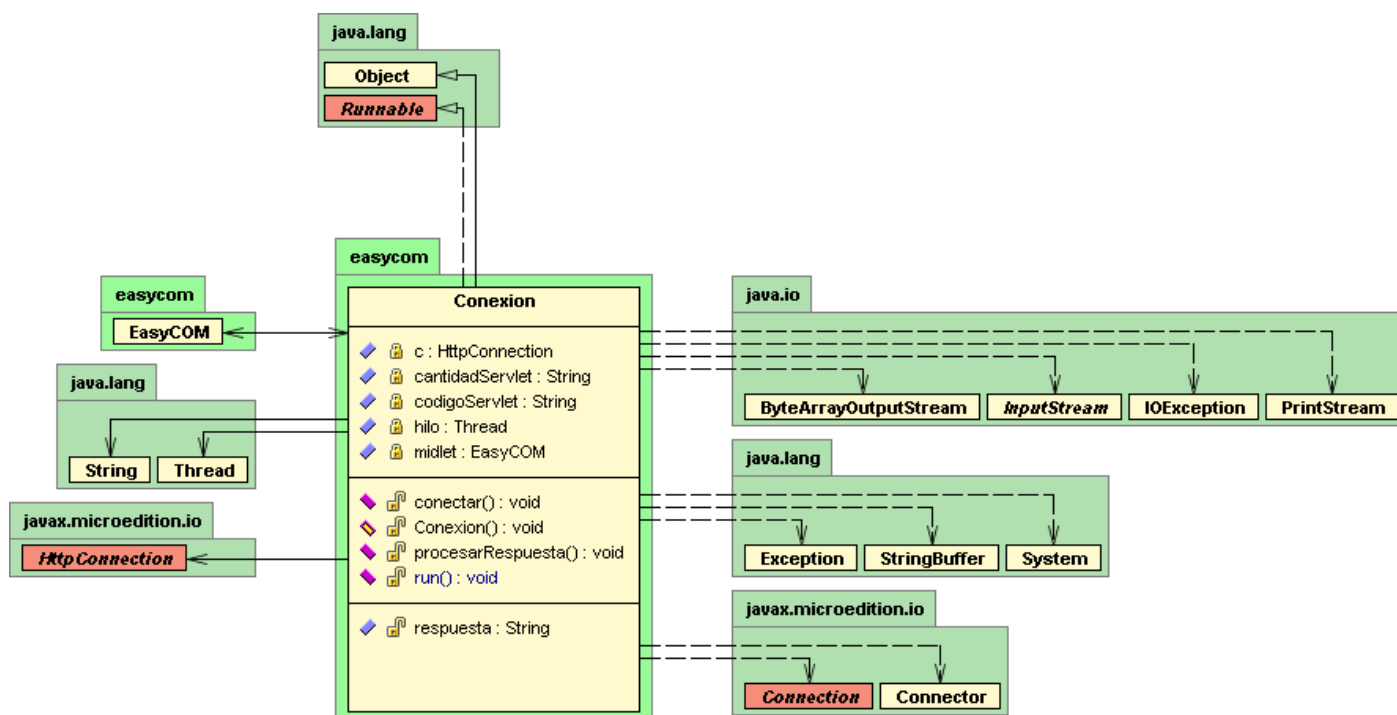 java.lang
Object
Runnable
easycom
Conexion
c : HttpConnection
cantidadServlet : String
codigoServlet : String
hilo : Thread
midlet : EasyCOM
conectar() : void
Conexion() : void
procesarRespuesta() : void
run() : void
respuesta : String
easycom
EasyCOM
java.lang
String Thread
javax.microedition.io
HttpConnection
java.io
ByteArrayOutputStream InputStream IOException PrintStream
java.lang
Exception StringBuffer System
javax.microedition.io
Connection Connector